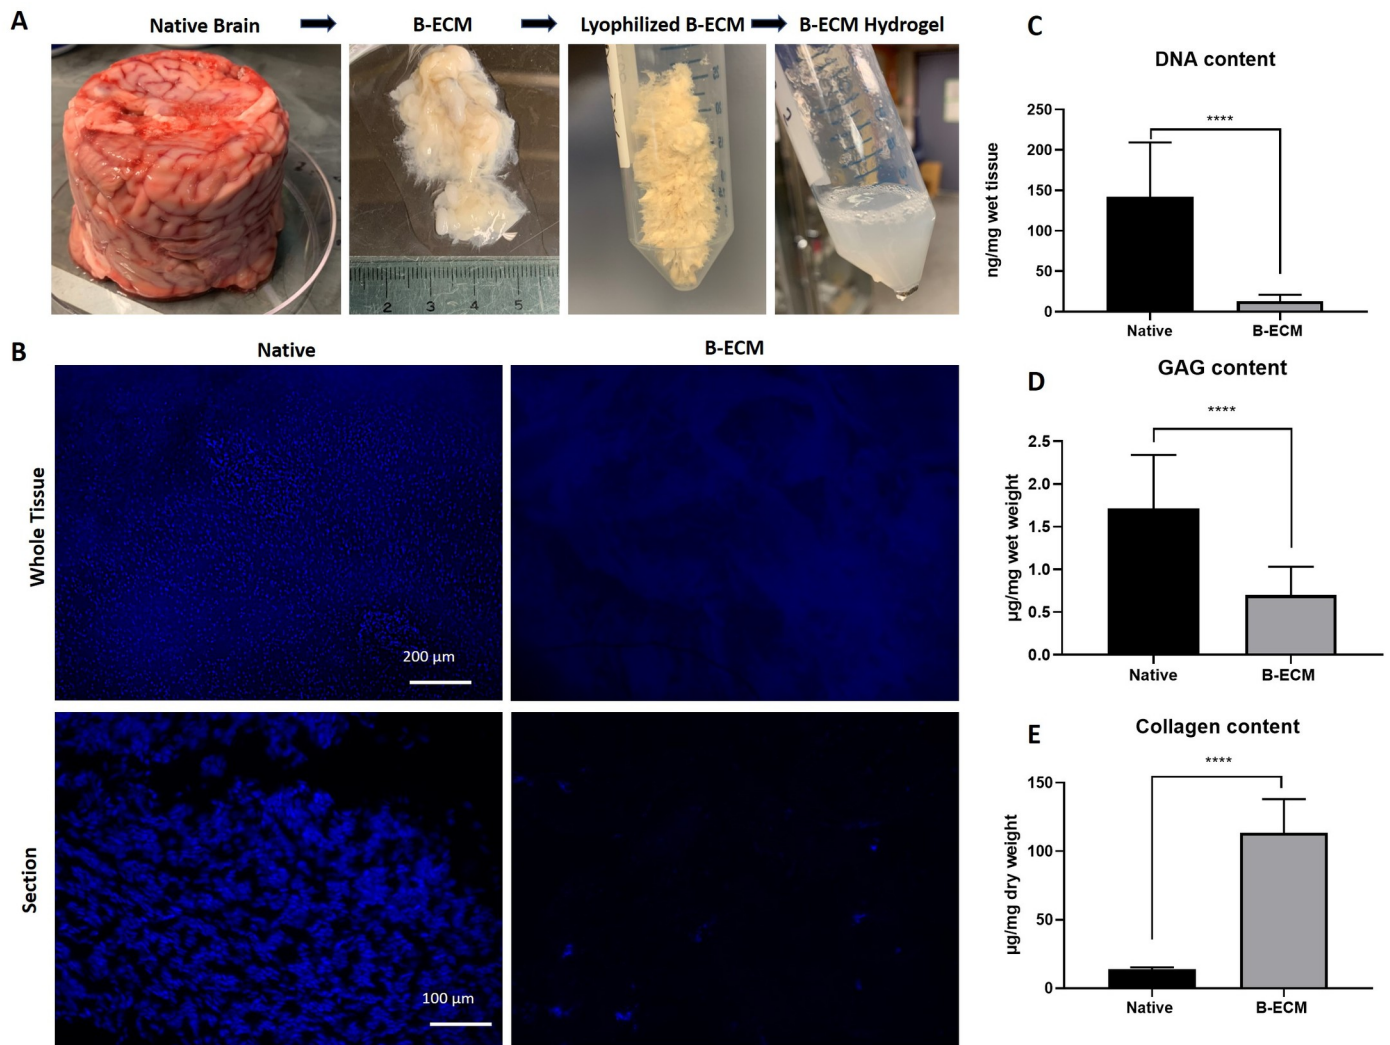 A
Native Brain
B-ECM
Lyophilized B-ECM
B-ECM Hydrogel
2 3 4 5
B
Native
B-ECM
Whole Tissue
200 µm
Section
100 µm
C
DNA content
ng/mg wet tissue
250
200
150
100
50
0
****
Native
B-ECM
D
GAG content
µg/mg wet weight
2.5
2.0
1.5
1.0
0.5
0.0
****
Native
B-ECM
E
Collagen content
µg/mg dry weight
150
100
50
0
****
Native
B-ECM